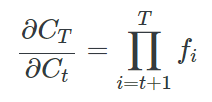 ∂C_T/∂C_t = ∏_{i=t+1}^{T} f_i